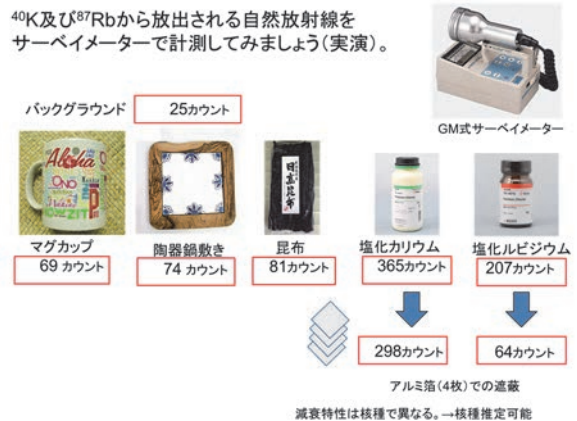 ⁴⁰K及び⁸⁷Rbから放出される自然放射線を
サーベイメーターで計測してみましょう(実演)。
バックグラウンド 25カウント
GM式サーベイメーター
Aloha
ONO
日高昆布
マグカップ 陶器鍋敷き 昆布 塩化カリウム 塩化ルビジウム
69 カウント 74 カウント 81カウント 365カウント 207カウント
298カウント 64カウント
アルミ箔(4枚)での遮蔽
減衰特性は核種で異なる。→核種推定可能